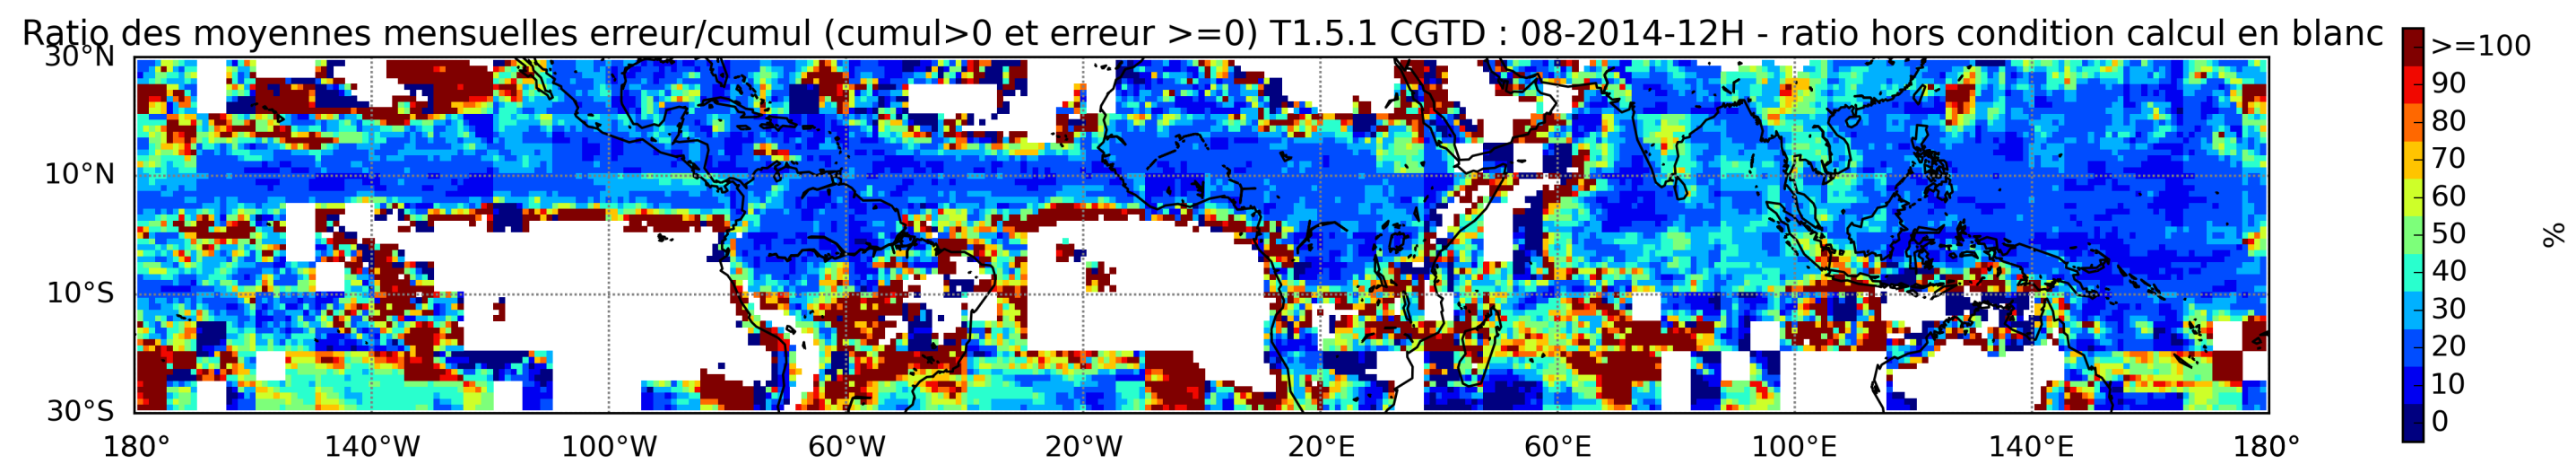 Ratio des moyennes mensuelles erreur/cumul (cumul>0 et erreur >=0) T1.5.1 CGTD : 08-2014-12H - ratio hors condition calcul en blanc
30°N
10°N
10°S
30°S
180°
140°W
100°W
60°W
20°W
20°E
60°E
100°E
140°E
180°
>=100
90
80
70
60
50
40
30
20
10
0
%